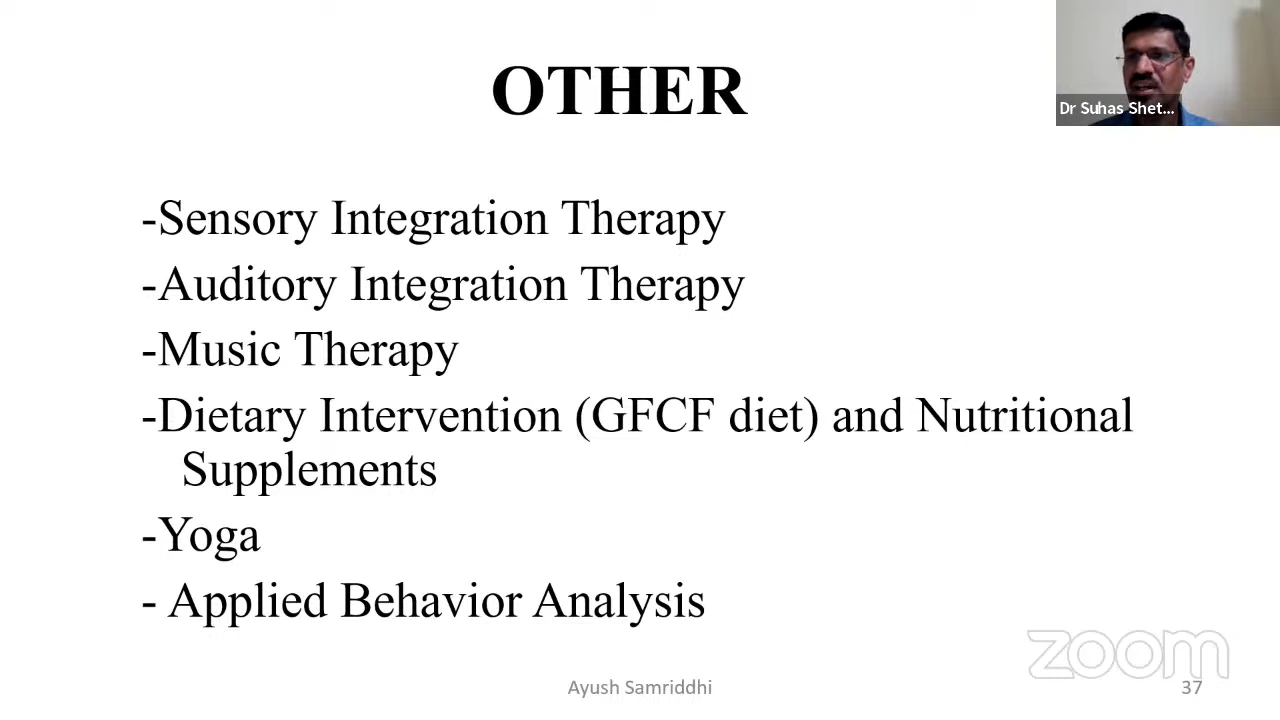 OTHER
Dr Suhas Shet...
-Sensory Integration Therapy
-Auditory Integration Therapy
-Music Therapy
-Dietary Intervention (GFCF diet) and Nutritional
Supplements
-Yoga
- Applied Behavior Analysis
zoom
Ayush Samriddhi
37